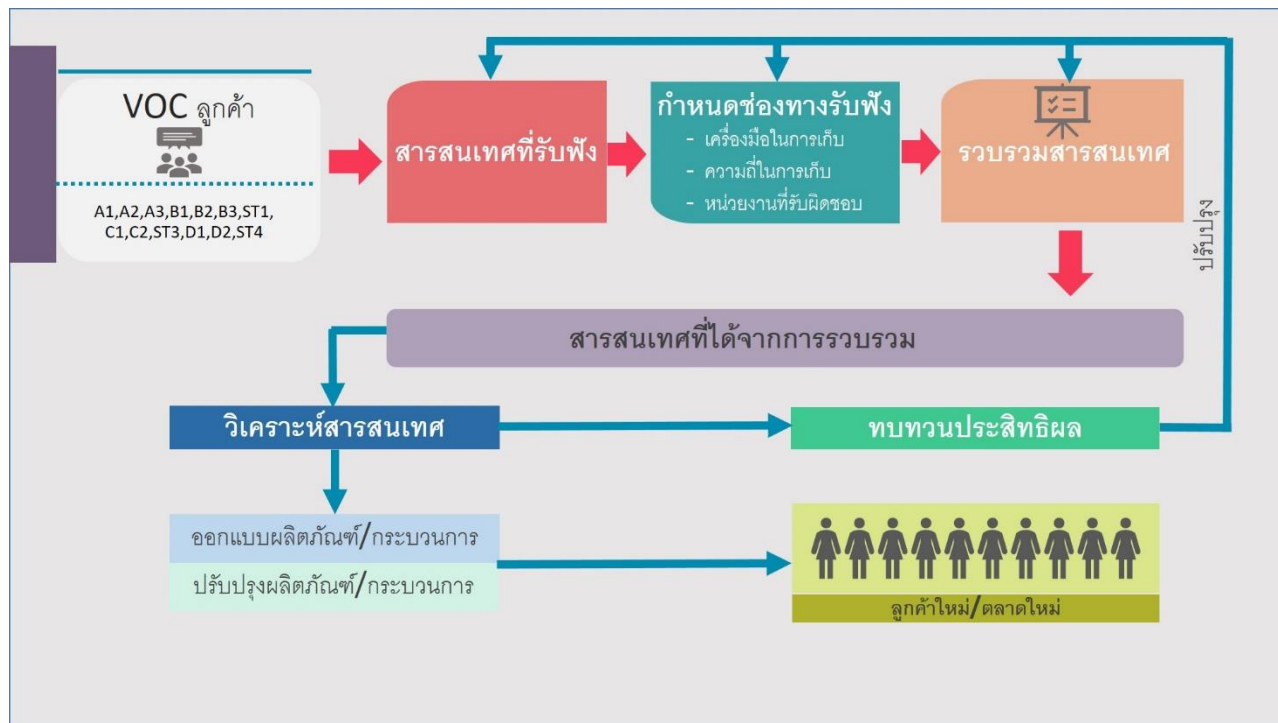 VOC ลูกค้า
A1,A2,A3,B1,B2,B3,ST1,
C1,C2,ST3,D1,D2,ST4
สารสนเทศที่รับฟัง
กำหนดช่องทางรับฟัง
- เครื่องมือในการเก็บ
- ความถี่ในการเก็บ
- หน่วยงานที่รับผิดชอบ
รวบรวมสารสนเทศ
ปรับปรุง
สารสนเทศที่ได้จากการรวบรวม
วิเคราะห์สารสนเทศ
ทบทวนประสิทธิผล
ออกแบบผลิตภัณฑ์/กระบวนการ
ปรับปรุงผลิตภัณฑ์/กระบวนการ
ลูกค้าใหม่/ตลาดใหม่